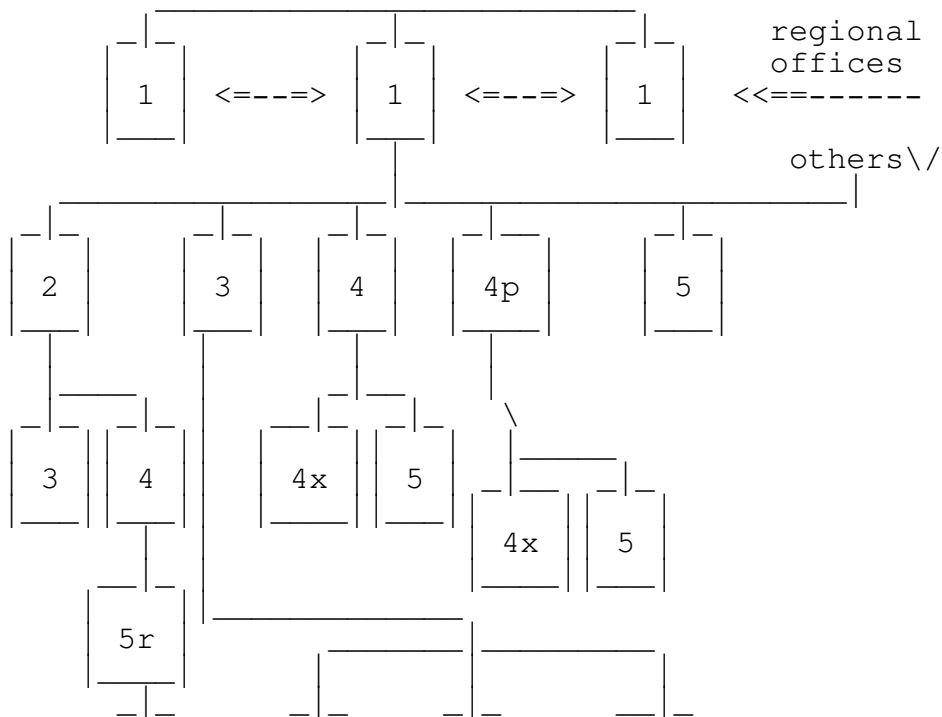 regional
offices
1 <=--=> 1 <=--=> 1 <<==------
others\/
2 3 4 4p 5
3 4 4x 5
4x 5
5r